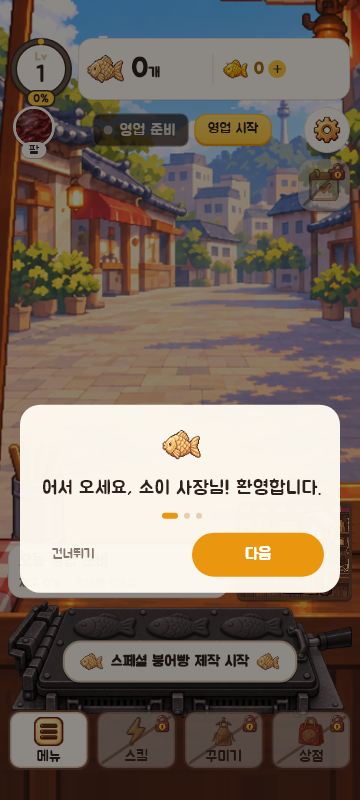 Lv
1
0%
0개
0
팥
영업 준비
영업 시작
어서 오세요, 소이 사장님! 환영합니다.
건너뛰기
다음
스페셜 붕어빵 제작 시작
메뉴
스킬
꾸미기
상점